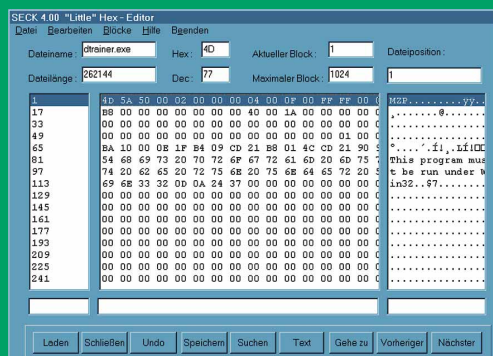 SECK 4.00 "Little" Hex - Editor
Datei Bearbeiten Blöcke Hilfe Beenden
Dateiname: dtrainer.exe Hex: 4D Aktueller Block: 1 Dateiposition:
Dateilänge: 262144 Dec: 77 Maximaler Block: 1024 1
1 4D 5A 50 00 02 00 00 00 04 00 0F 00 FF FF 00 MZP.........ÿÿ..
17 B8 00 00 00 00 00 00 00 40 00 1A 00 00 00 00 ¸.......@.......
33 00 00 00 00 00 00 00 00 00 00 00 00 00 00 00 ................
49 00 00 00 00 00 00 00 00 00 00 00 00 00 01 00 ................
65 BA 10 00 0E 1F B4 09 CD 21 B8 01 4C CD 21 90 º....´.Í!¸.LÍ!
81 54 68 69 73 20 70 72 6F 67 72 61 6D 20 6D 75 This program mus
97 74 20 62 65 20 72 75 6E 20 75 6E 64 65 72 20 t be run under W
113 69 6E 33 32 0D 0A 24 37 00 00 00 00 00 00 00 in32..$7........
129 00 00 00 00 00 00 00 00 00 00 00 00 00 00 00 ................
145 00 00 00 00 00 00 00 00 00 00 00 00 00 00 00 ................
161 00 00 00 00 00 00 00 00 00 00 00 00 00 00 00 ................
177 00 00 00 00 00 00 00 00 00 00 00 00 00 00 00 ................
193 00 00 00 00 00 00 00 00 00 00 00 00 00 00 00 ................
209 00 00 00 00 00 00 00 00 00 00 00 00 00 00 00 ................
225 00 00 00 00 00 00 00 00 00 00 00 00 00 00 00 ................
241 00 00 00 00 00 00 00 00 00 00 00 00 00 00 00 ................
Laden Schließen Undo Speichern Suchen Text Gehe zu Vorheriger Nächster